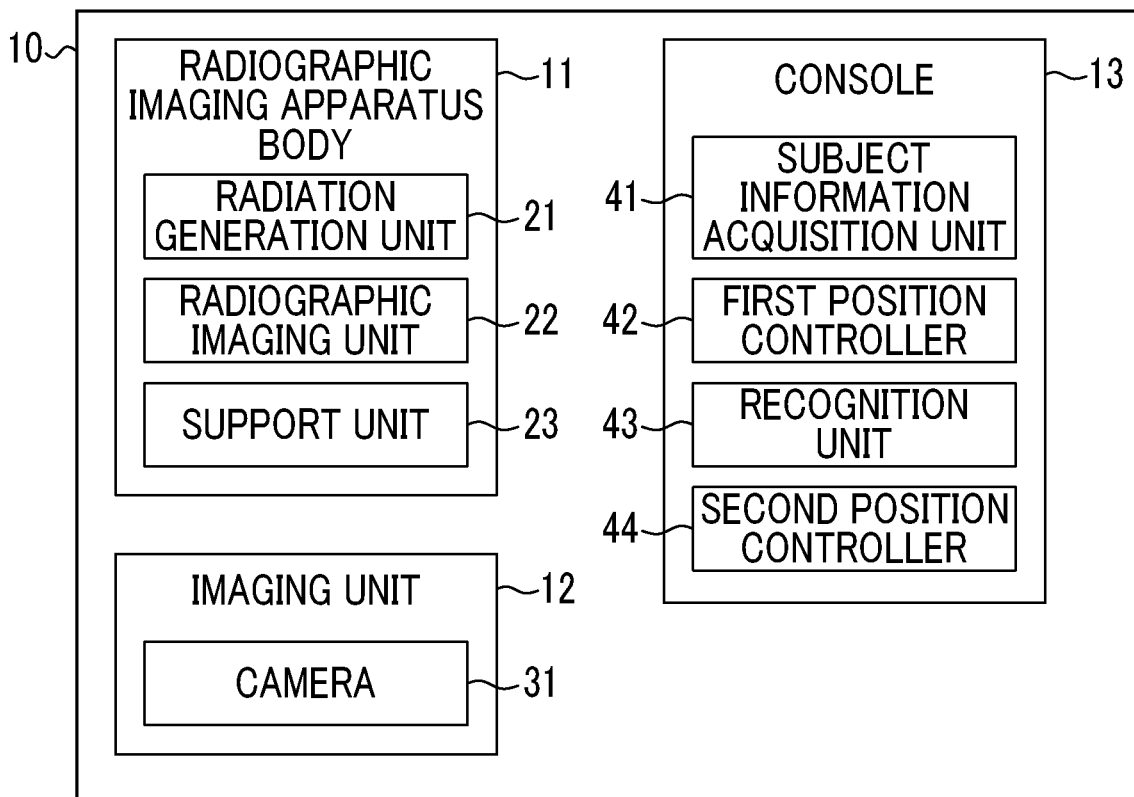 10
RADIOGRAPHIC
IMAGING APPARATUS
BODY
11
RADIATION
GENERATION UNIT
21
RADIOGRAPHIC
IMAGING UNIT
22
SUPPORT UNIT
23
IMAGING UNIT
12
CAMERA
31
CONSOLE
13
SUBJECT
INFORMATION
ACQUISITION UNIT
41
FIRST POSITION
CONTROLLER
42
RECOGNITION
UNIT
43
SECOND POSITION
CONTROLLER
44